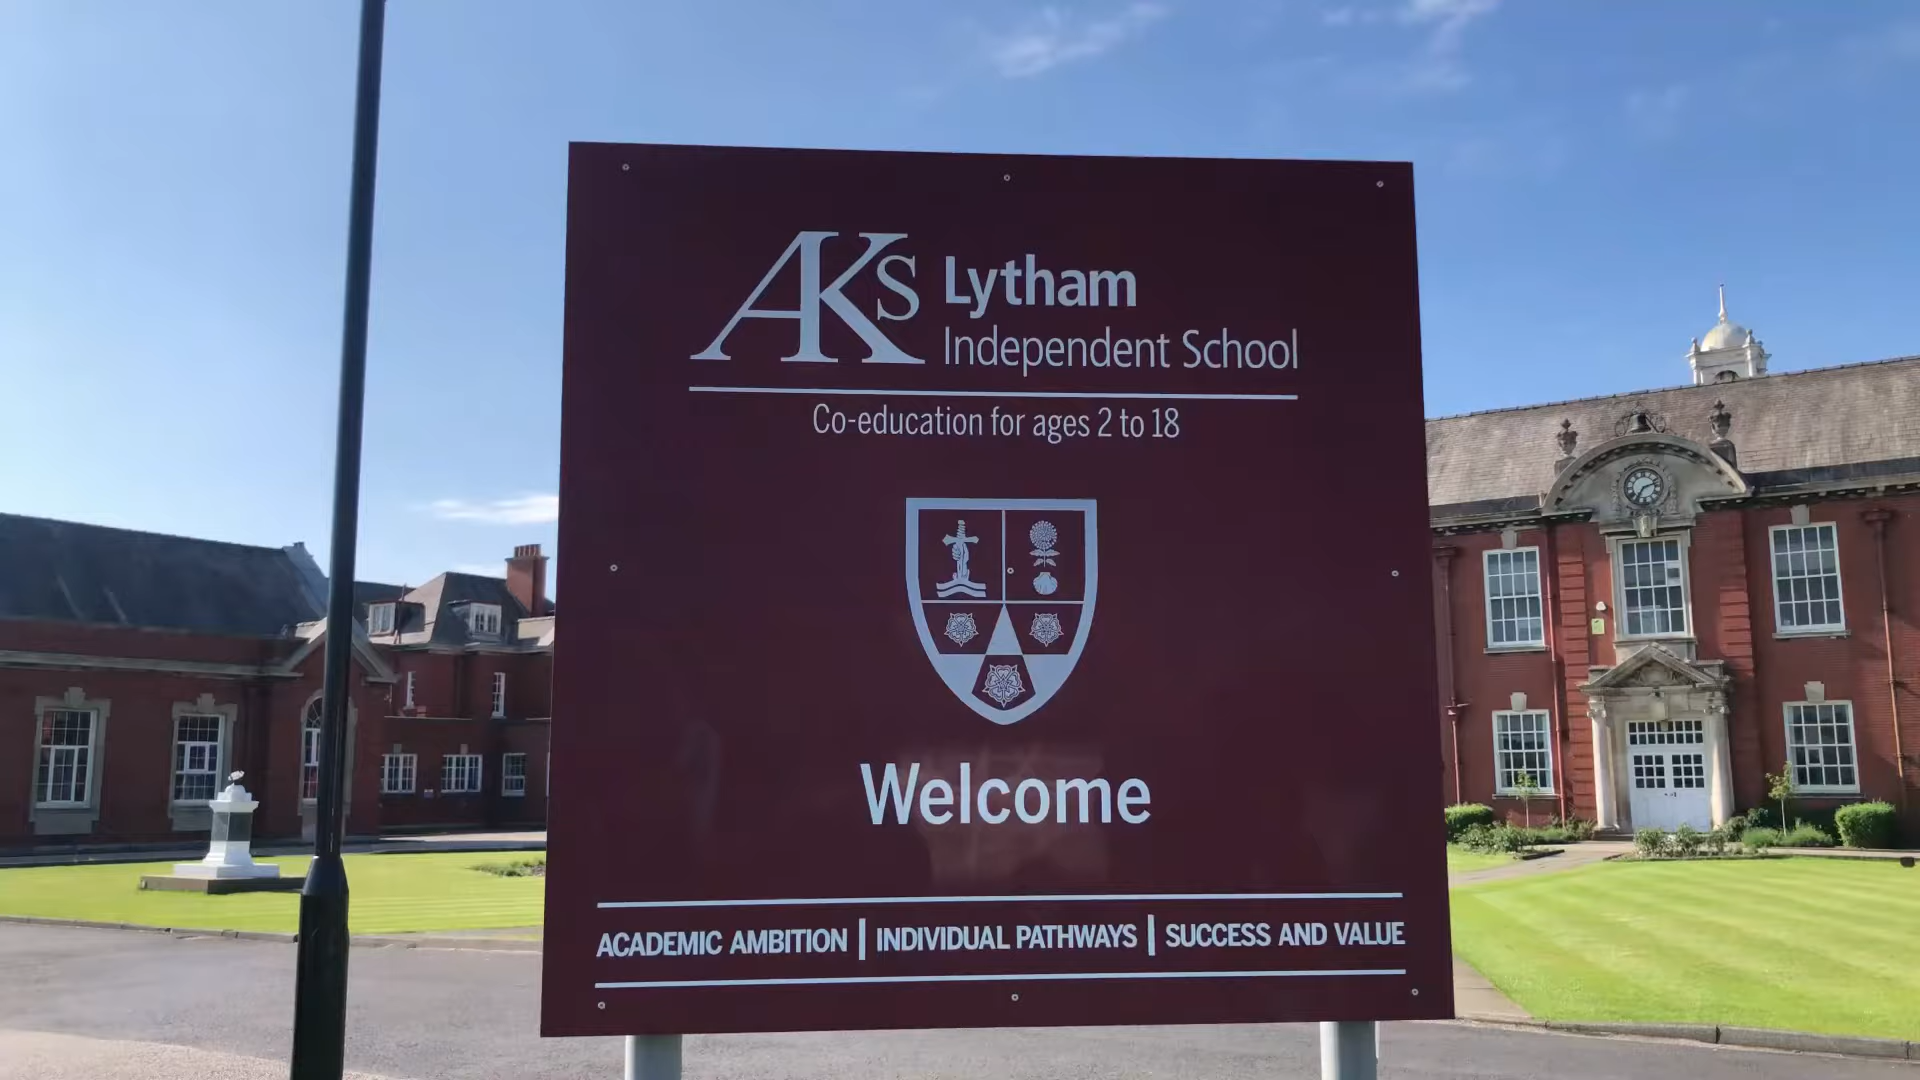 AKS Lytham
Independent School
Co-education for ages 2 to 18
Welcome
ACADEMIC AMBITION | INDIVIDUAL PATHWAYS | SUCCESS AND VALUE